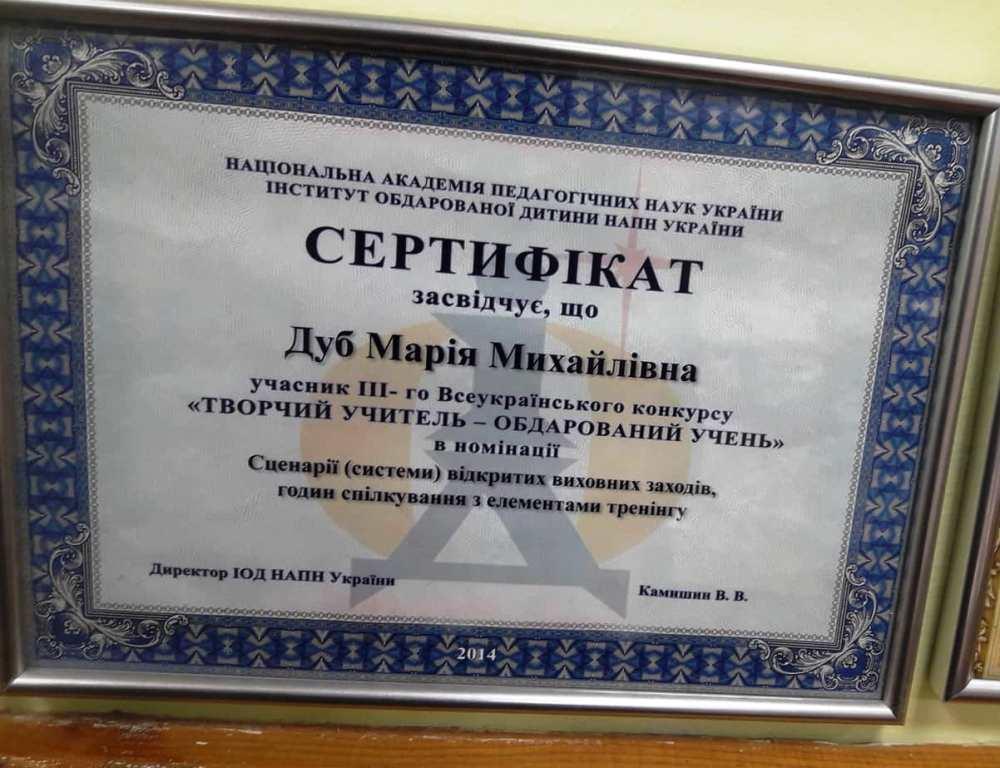 НАЦІОНАЛЬНА АКАДЕМІЯ ПЕДАГОГІЧНИХ НАУК УКРАЇНИ
ІНСТИТУТ ОБДАРОВАНОЇ ДИТИНИ НАПН УКРАЇНИ
СЕРТИФІКАТ
засвідчує, що
Дуб Марія Михайлівна
учасник ІІІ- го Всеукраїнського конкурсу
«ТВОРЧИЙ УЧИТЕЛЬ – ОБДАРОВАНИЙ УЧЕНЬ»
в номінації
Сценарії (системи) відкритих виховних заходів,
годин спілкування з елементами тренінгу
Директор ІОД НАПН України
Камишин В. В.
2014